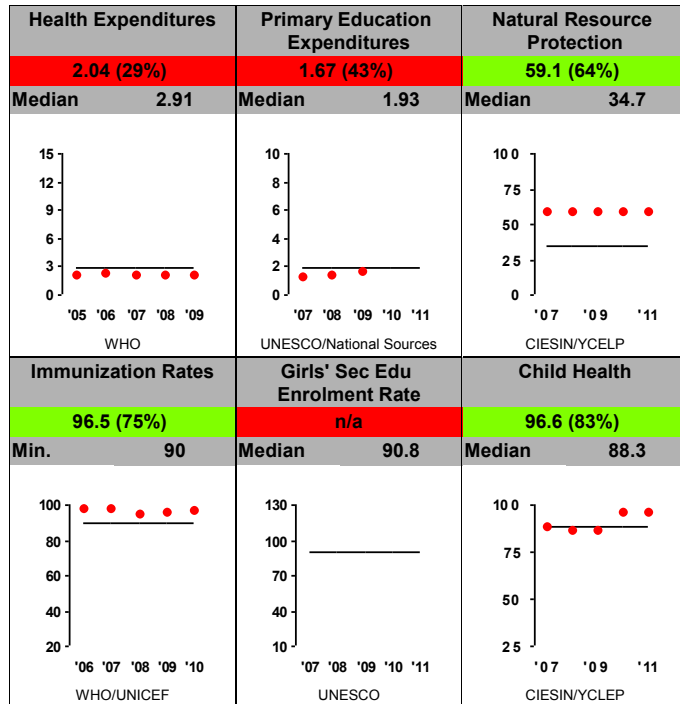 Health Expenditures
2.04 (29%)
Median 2.91
15
12
9
6
3
0
'05 '06 '07 '08 '09
WHO
Primary Education
Expenditures
1.67 (43%)
Median 1.93
10
8
6
4
2
0
'07 '08 '09 '10 '11
UNESCO/National Sources
Natural Resource
Protection
59.1 (64%)
Median 34.7
100
75
50
25
0
'07 '09 '11
CIESIN/YCELP
Immunization Rates
96.5 (75%)
Min. 90
100
80
60
40
20
'06 '07 '08 '09 '10
WHO/UNICEF
Girls' Sec Edu
Enrolment Rate
n/a
Median 90.8
130
100
70
40
10
'07 '08 '09 '10 '11
UNESCO
Child Health
96.6 (83%)
Median 88.3
100
75
50
25
'07 '09 '11
CIESIN/YCLEP